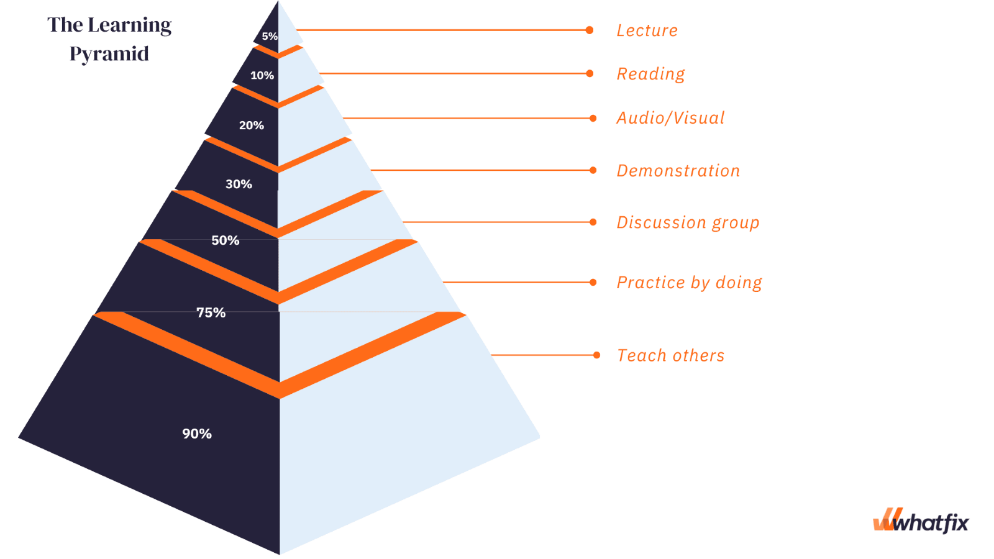 The Learning
Pyramid
5%
Lecture
10%
Reading
20%
Audio/Visual
30%
Demonstration
50%
Discussion group
75%
Practice by doing
90%
Teach others
whatfix